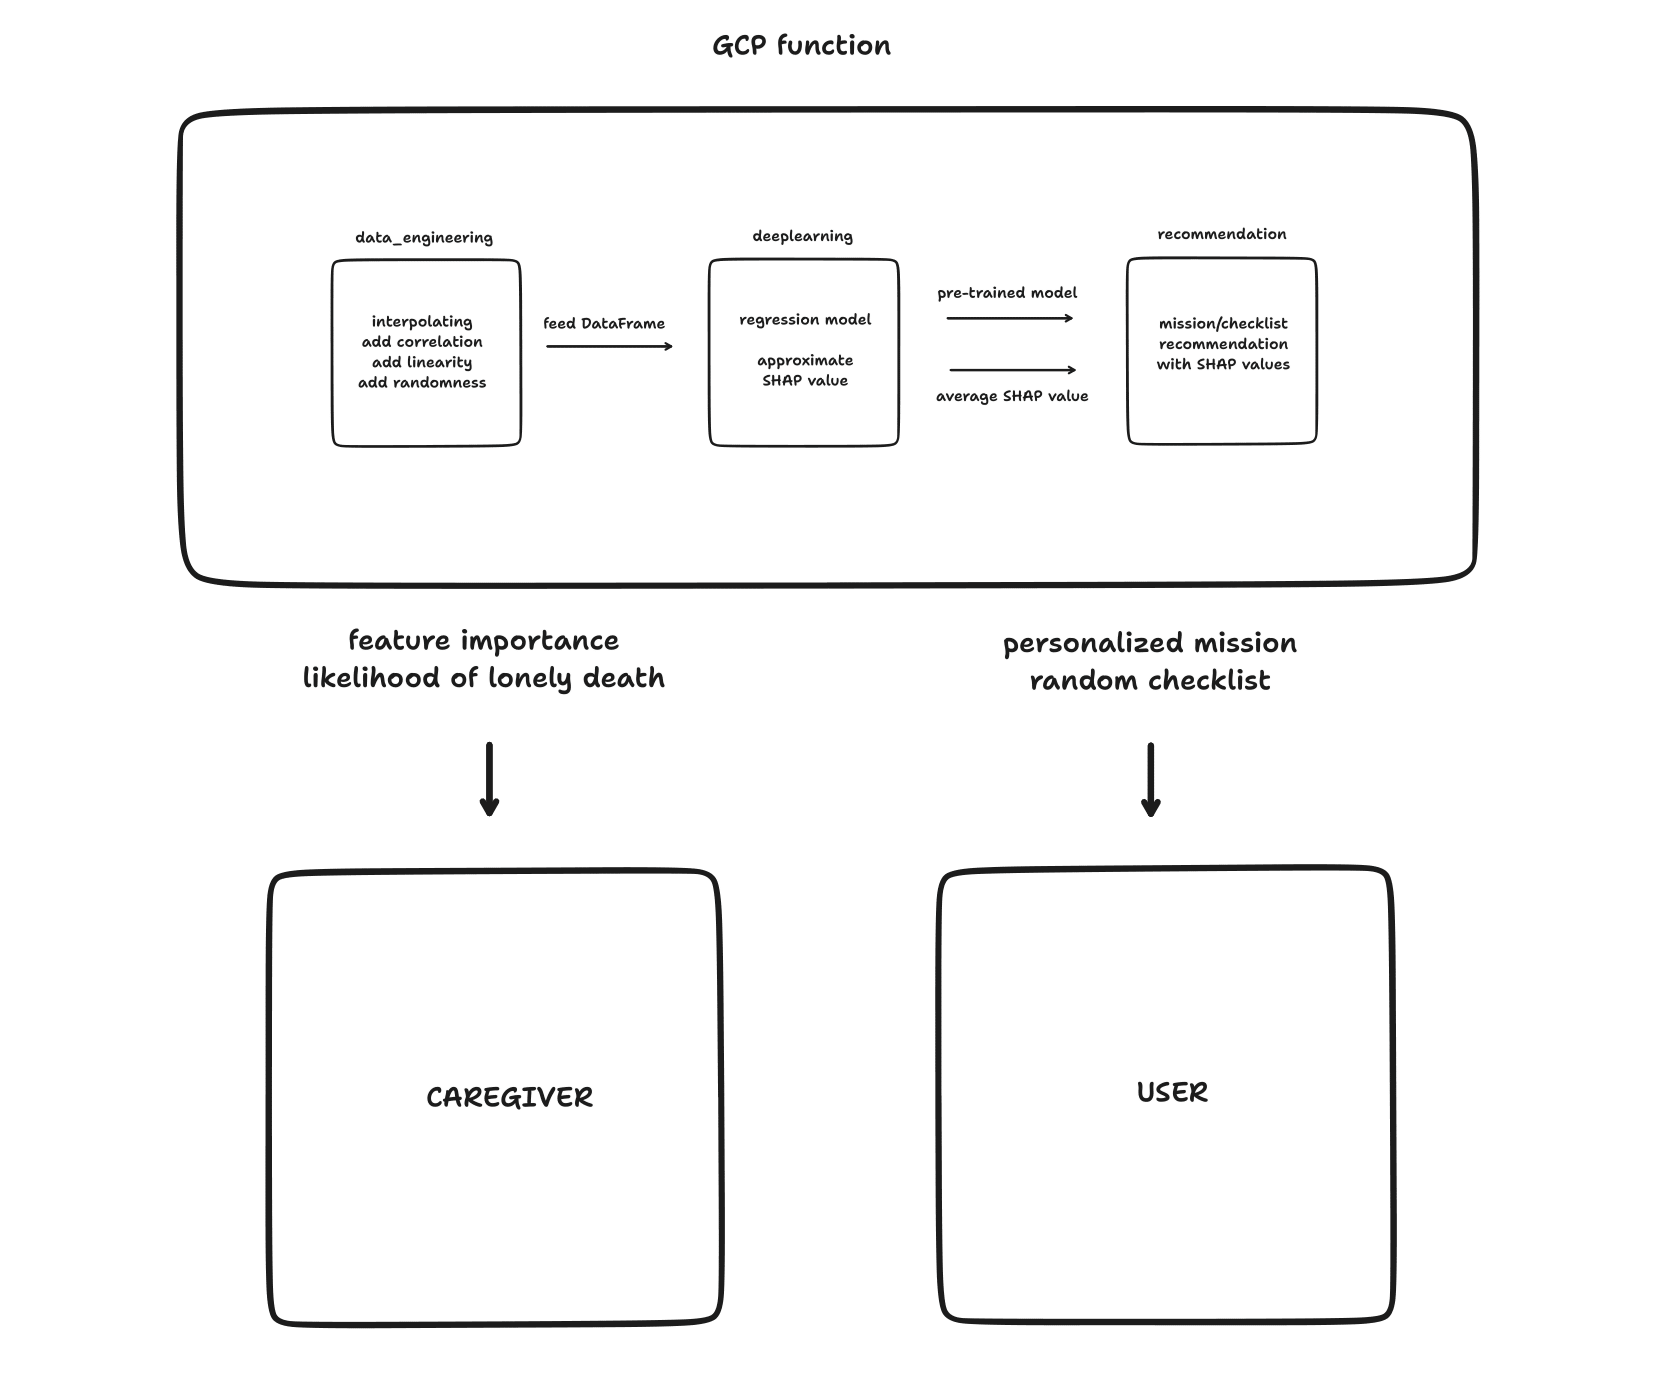 GCP function
data_engineering
interpolating
add correlation
add linearity
add randomness
feed DataFrame
deeplearning
regression model
approximate
SHAP value
pre-trained model
average SHAP value
recommendation
mission/checklist
recommendation
with SHAP values
feature importance
likelihood of lonely death
personalized mission
random checklist
CAREGIVER
USER